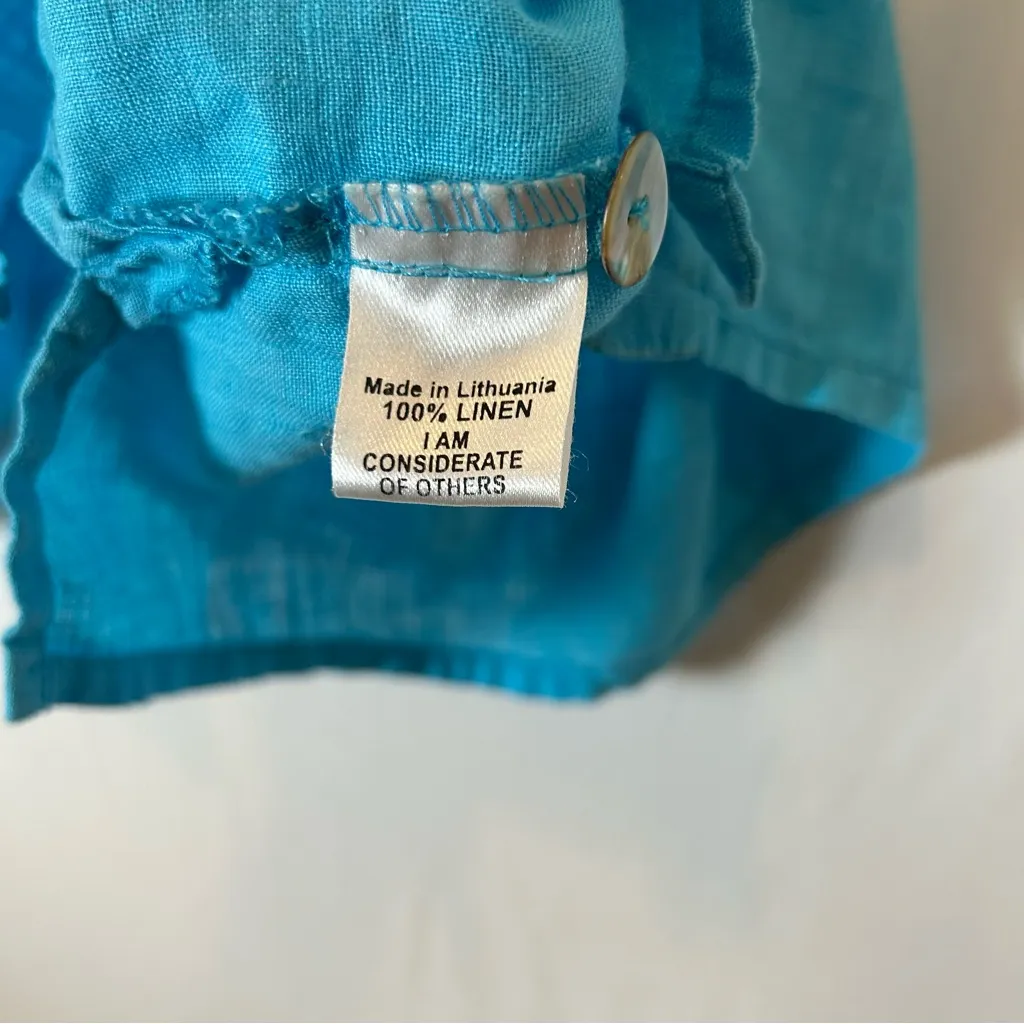 Made in Lithuania
100% LINEN
I AM
CONSIDERATE
OF OTHERS